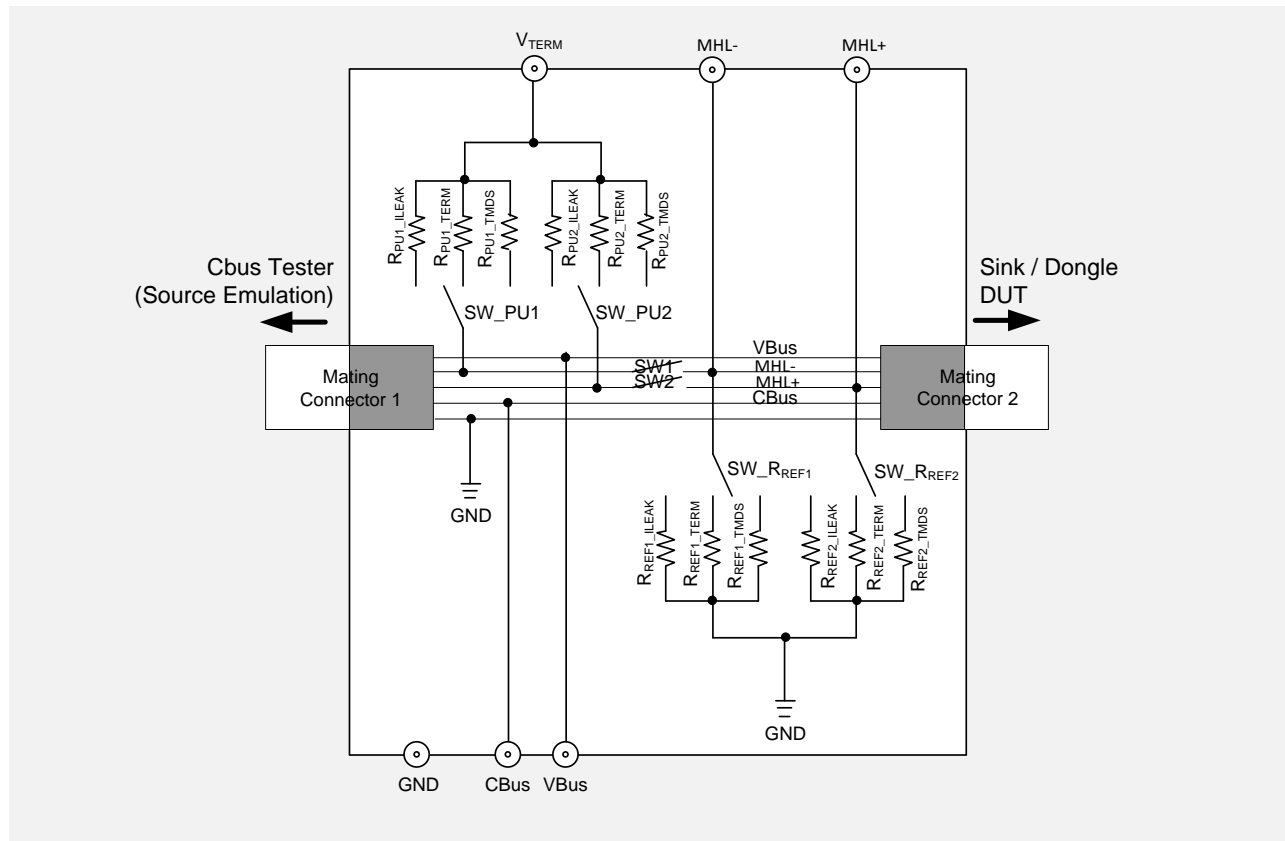 VTERM
MHL-
MHL+
RPU1_ILEAK
RPU1_TERM
RPU1_TMDS
RPU2_ILEAK
RPU2_TERM
RPU2_TMDS
Cbus Tester
(Source Emulation)
Sink / Dongle
DUT
SW_PU1
SW_PU2
VBus
SW1
MHL-
SW2
MHL+
CBus
Mating
Connector 1
Mating
Connector 2
GND
SW_RREF1
SW_RREF2
RREF1_ILEAK
RREF1_TERM
RREF1_TMDS
RREF2_ILEAK
RREF2_TERM
RREF2_TMDS
GND
GND
CBus
VBus